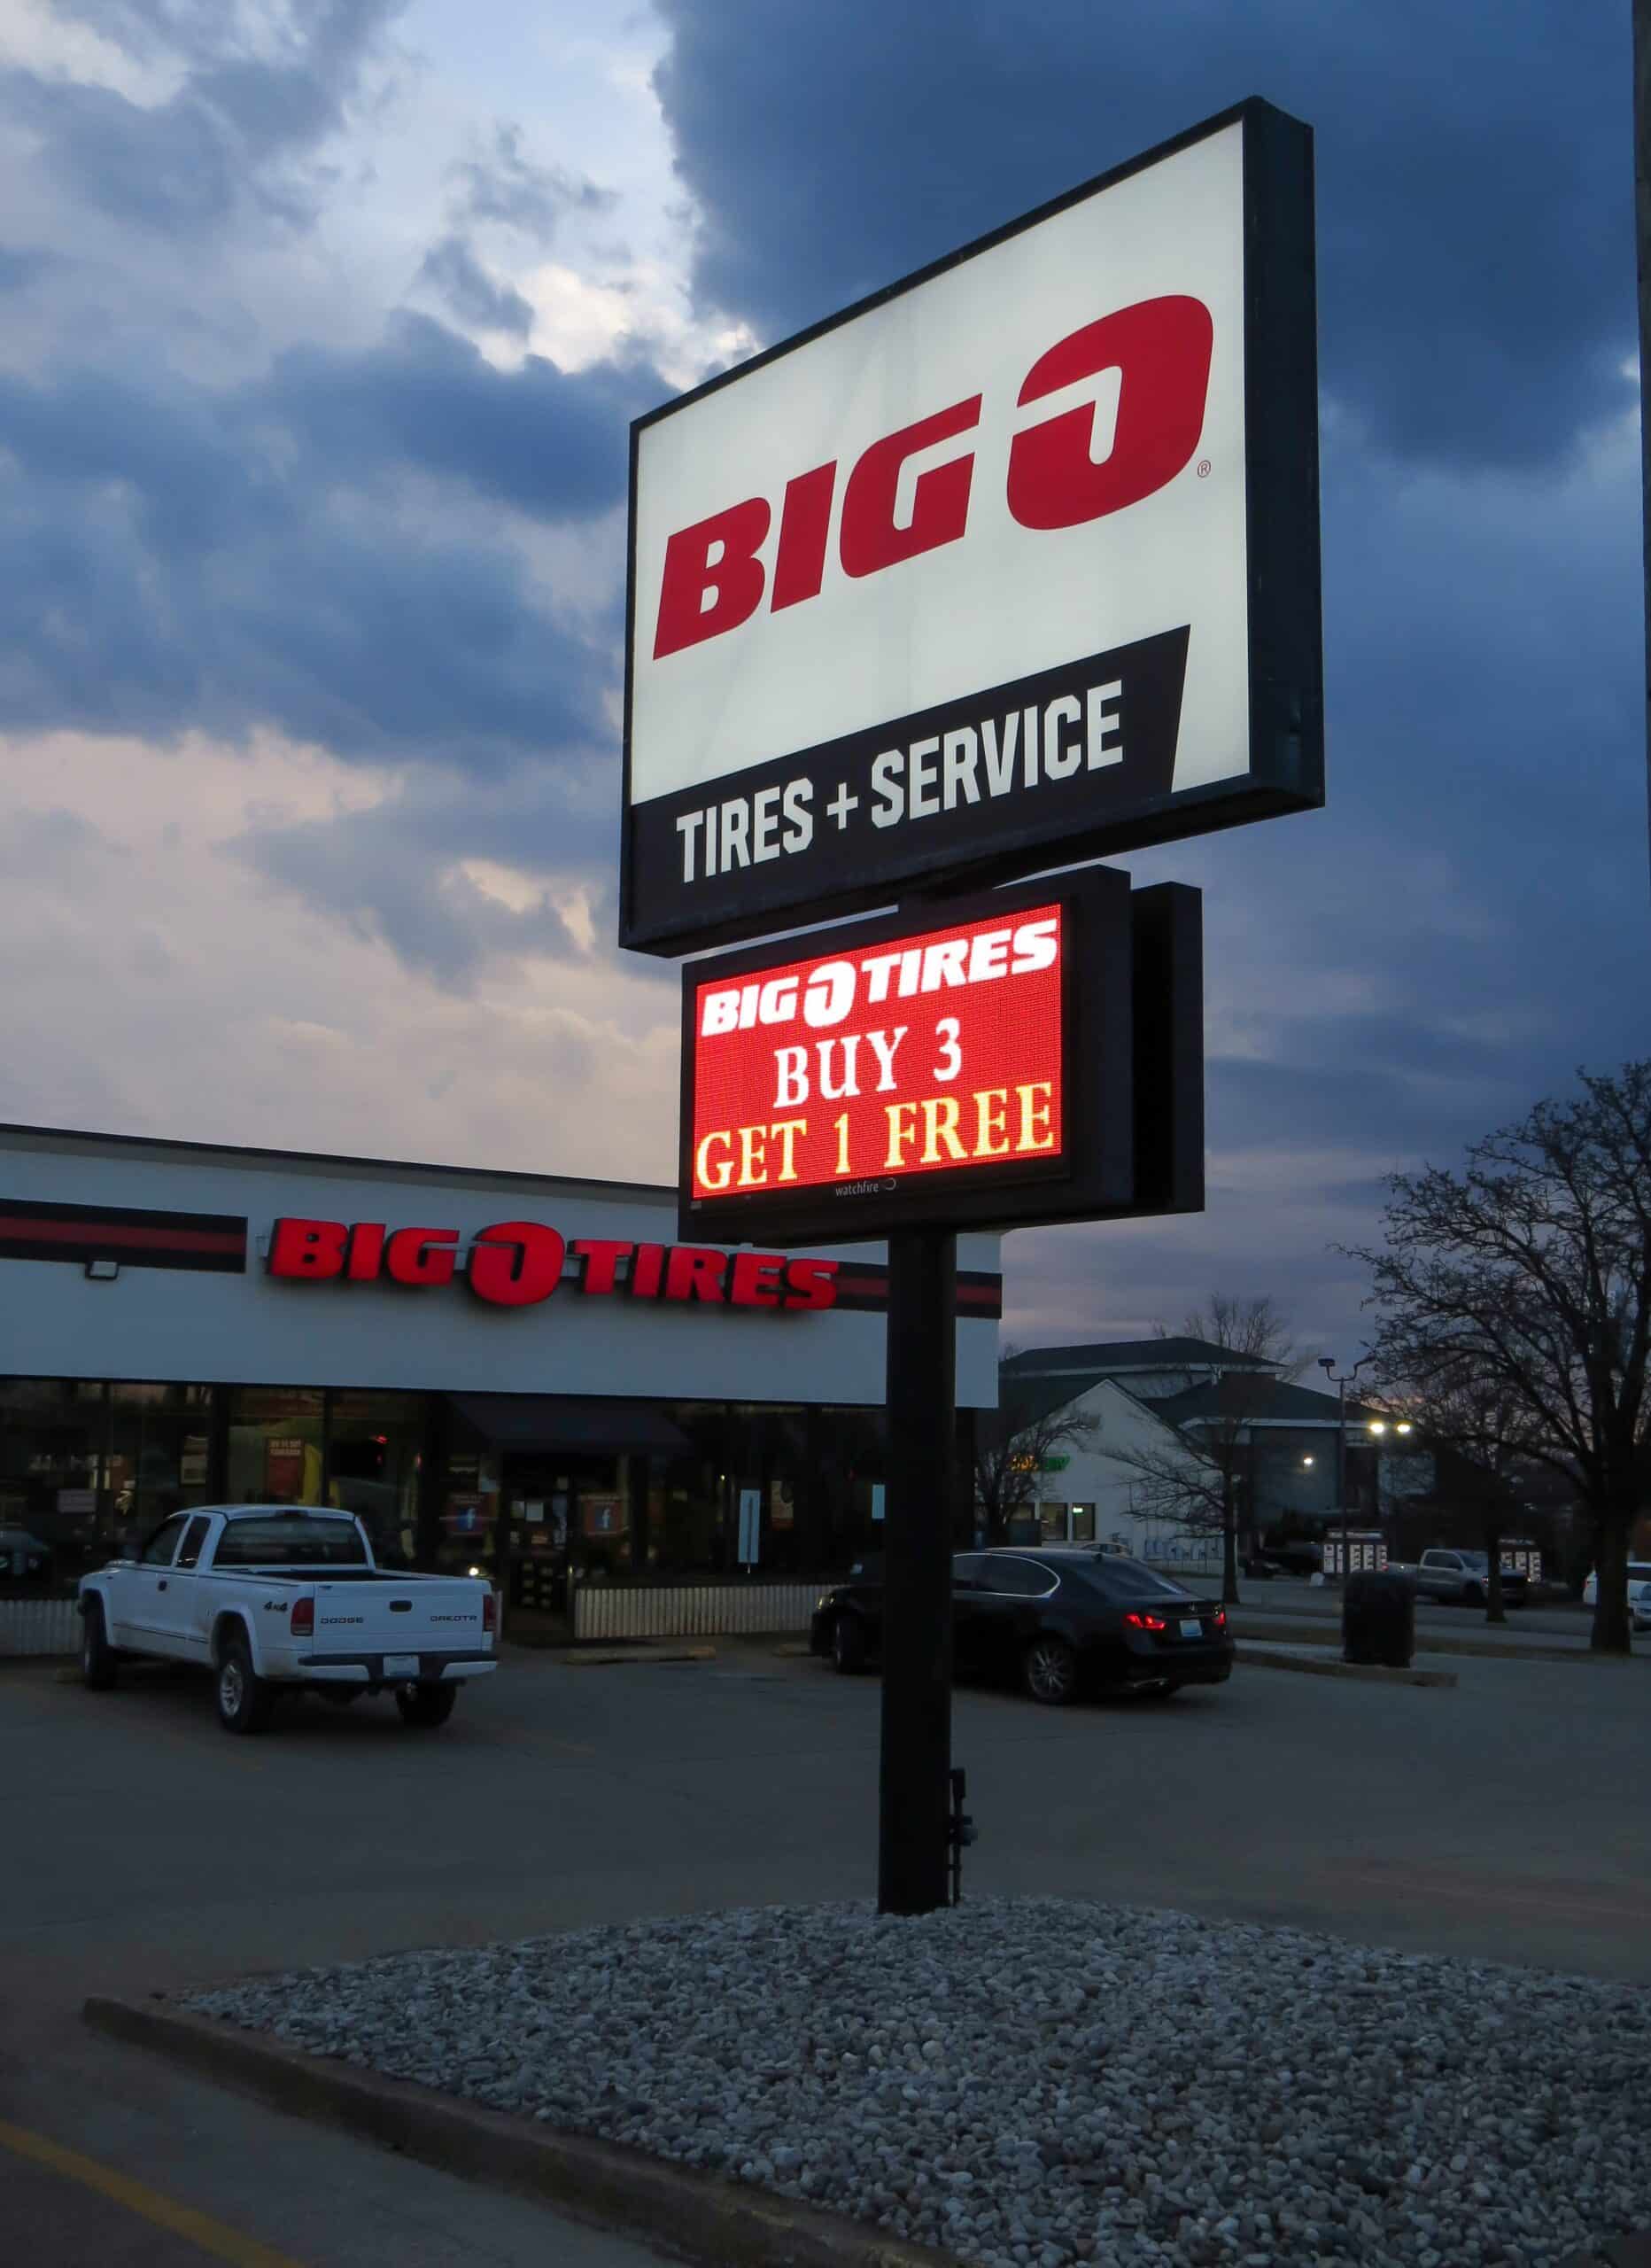 BIG O®
TIRES + SERVICE
BIG O TIRES
BUY 3
GET 1 FREE
watchfire
BIG O TIRES
4x4
DODGE
DAKOTA